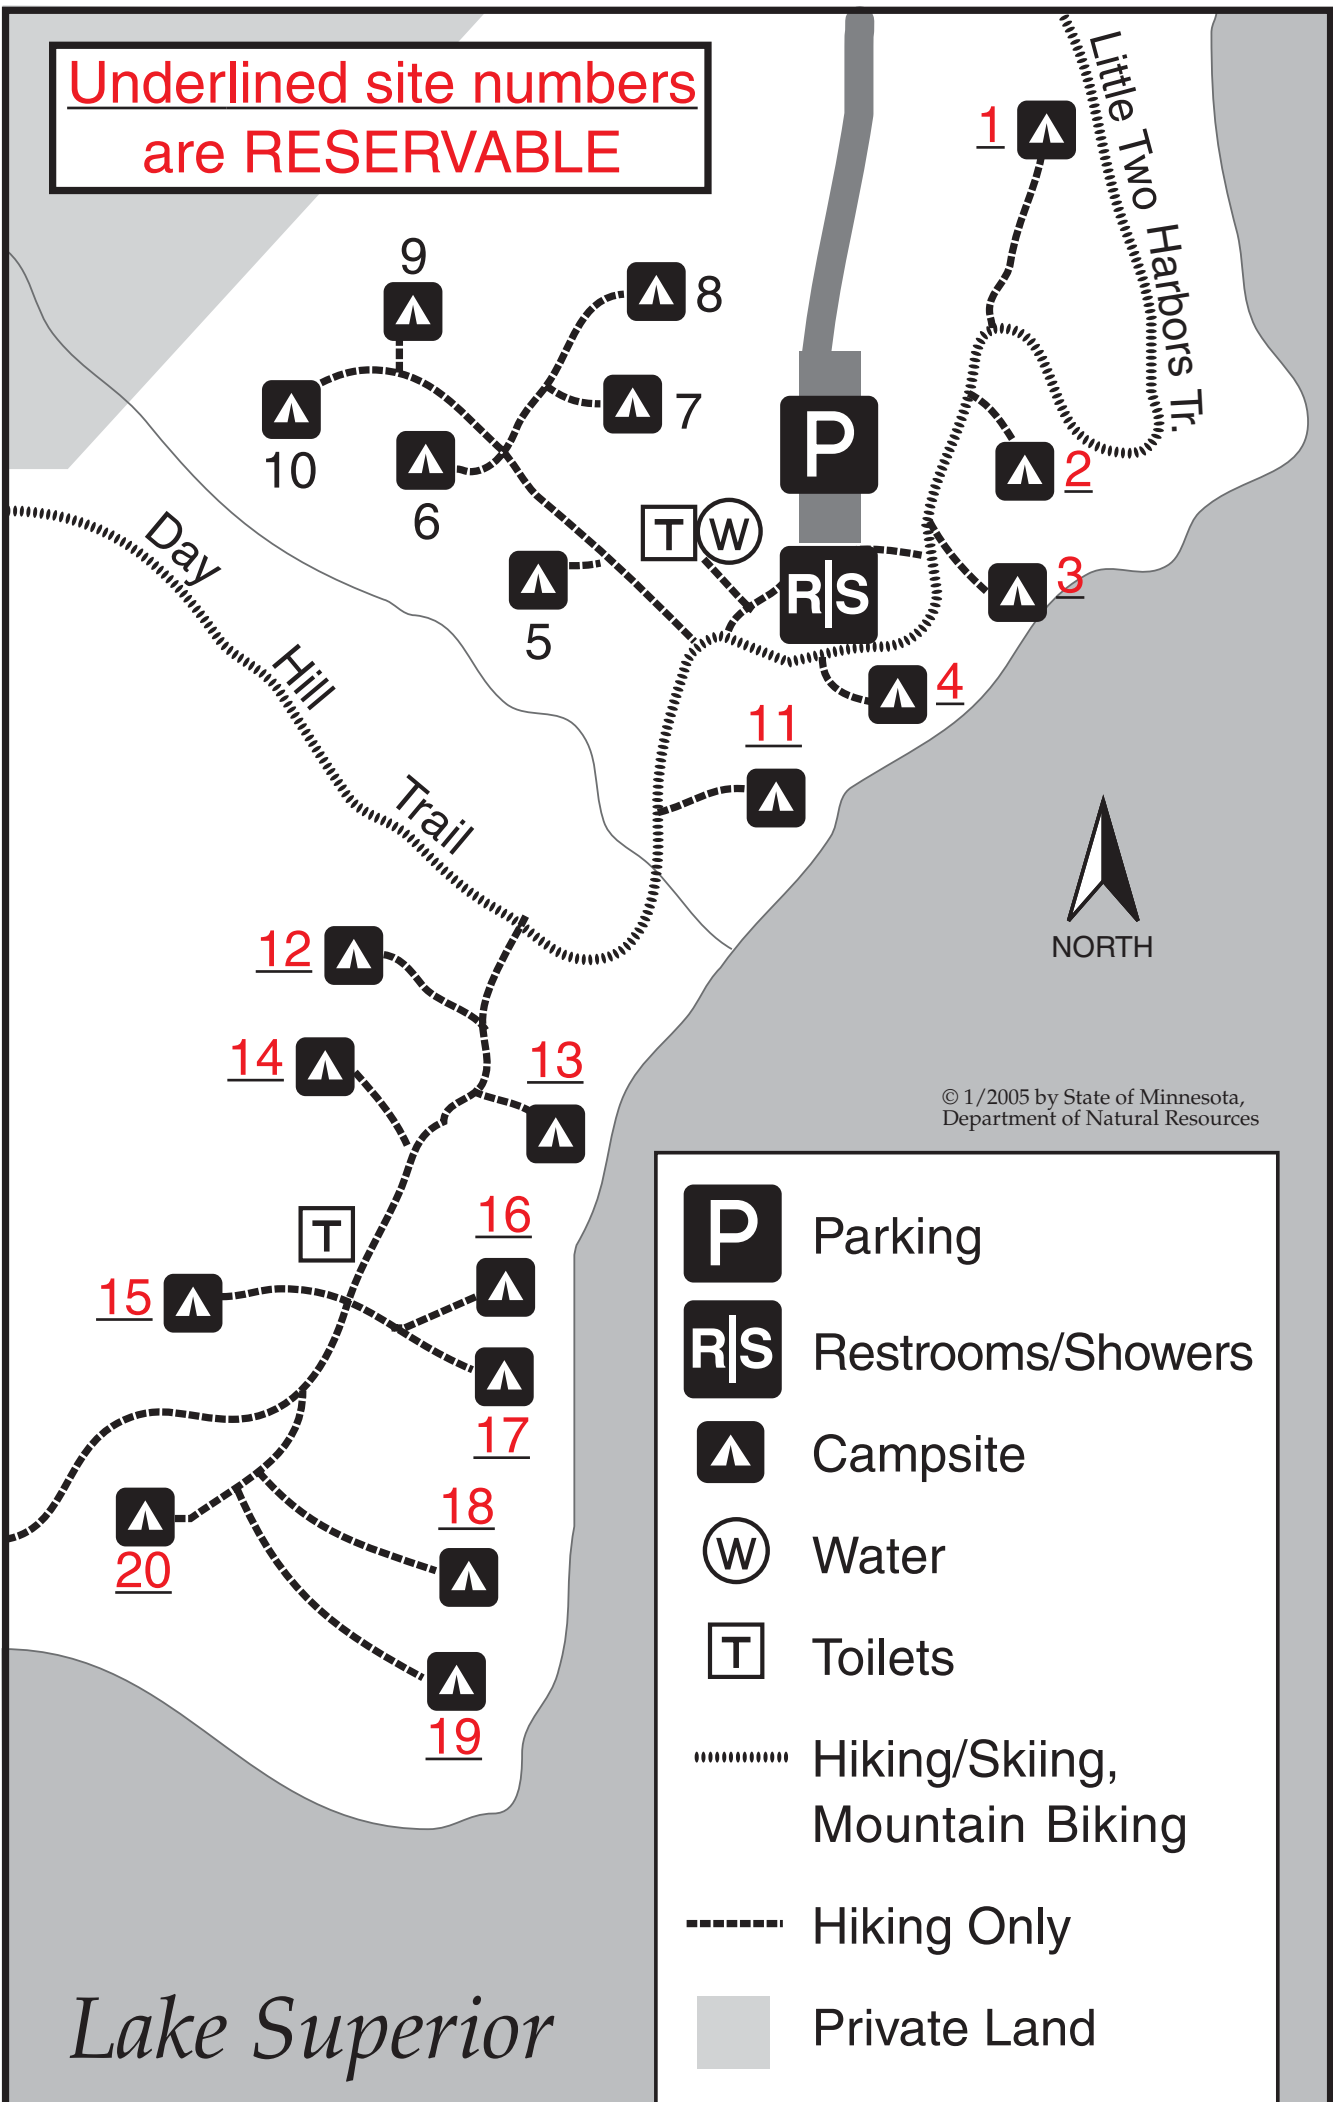 Underlined site numbers
are RESERVABLE
Little Two Harbors Tr.
1
9
8
7
10
6
2
P
T
W
R|S
3
5
4
11
Day
Hill
Trail
NORTH
12
14
13
© 1/2005 by State of Minnesota,
Department of Natural Resources
T
16
15
17
18
20
19
P Parking
R|S Restrooms/Showers
Campsite
W Water
T Toilets
Hiking/Skiing,
Mountain Biking
Hiking Only
Private Land
Lake Superior